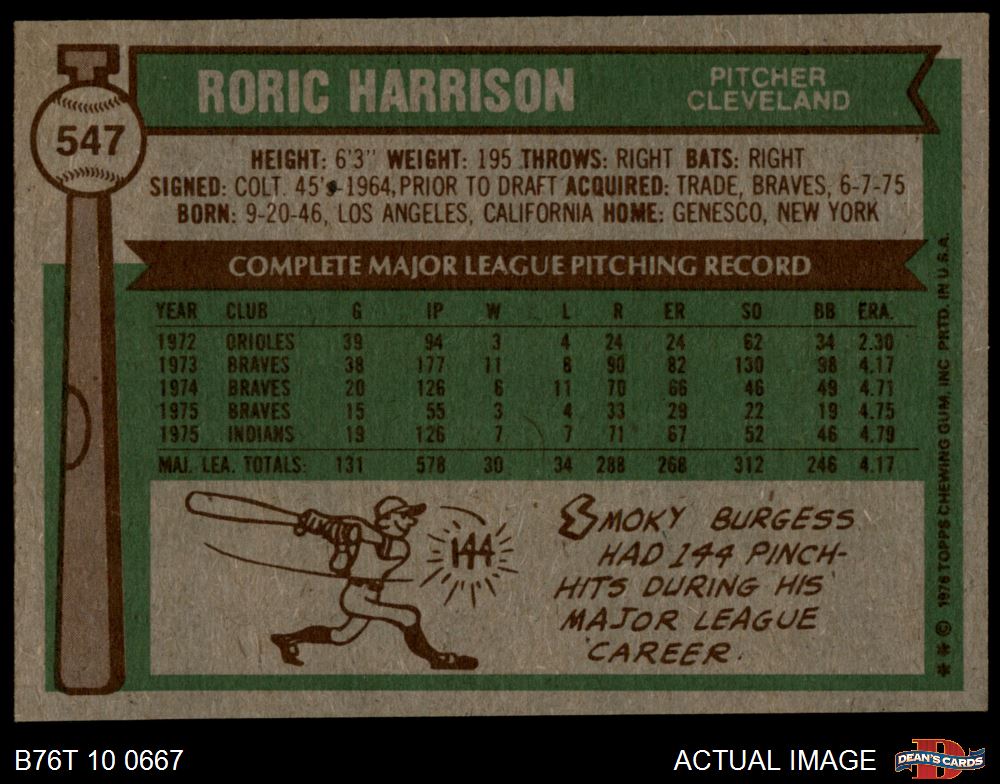 RORIC HARRISON
PITCHER
CLEVELAND
547
HEIGHT: 6'3" WEIGHT: 195 THROWS: RIGHT BATS: RIGHT
SIGNED: COLT. 45's-1964, PRIOR TO DRAFT ACQUIRED: TRADE, BRAVES, 6-7-75
BORN: 9-20-46, LOS ANGELES, CALIFORNIA HOME: GENESCO, NEW YORK
COMPLETE MAJOR LEAGUE PITCHING RECORD
YEAR CLUB G IP W L R ER SO BB ERA.
1972 ORIOLES 39 94 3 4 24 24 62 34 2.30
1973 BRAVES 38 177 11 8 90 82 130 98 4.17
1974 BRAVES 20 126 6 11 70 66 46 49 4.71
1975 BRAVES 15 55 3 4 33 29 22 19 4.75
1975 INDIANS 19 126 7 7 71 67 52 46 4.79
MAJ. LEA. TOTALS: 131 578 30 34 288 268 312 246 4.17
144
SMOKY BURGESS
HAD 144 PINCH-
HITS DURING HIS
MAJOR LEAGUE
CAREER.
* * © 1976 TOPPS CHEWING GUM, INC. PRTD. IN U.S.A.
B76T 10 0667
ACTUAL IMAGE
D
DEAN'S CARDS